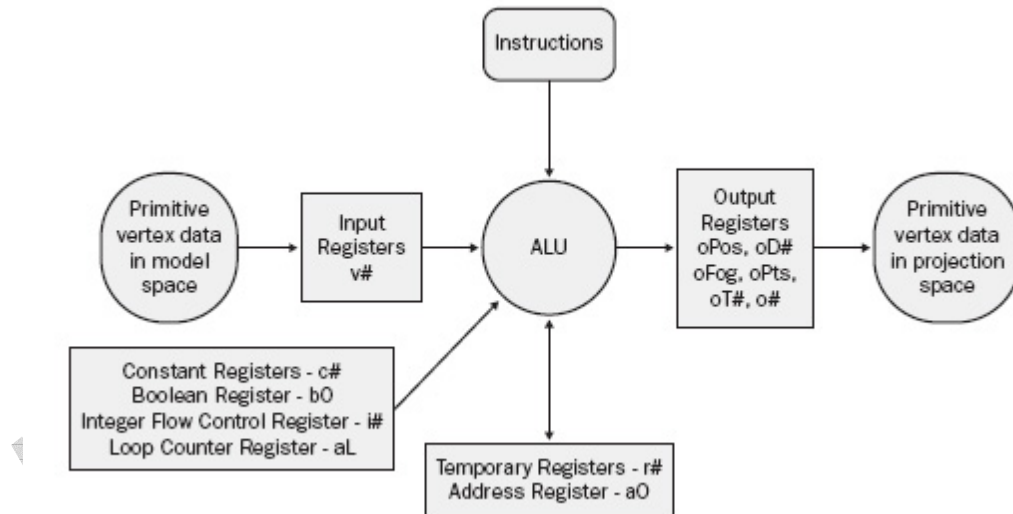 Instructions
Primitive
vertex data
in model
space
Input
Registers
v#
ALU
Output
Registers
oPos, oD#
oFog, oPts,
oT#, o#
Primitive
vertex data
in projection
space
Constant Registers - c#
Boolean Register - b0
Integer Flow Control Register - i#
Loop Counter Register - aL
Temporary Registers - r#
Address Register - a0